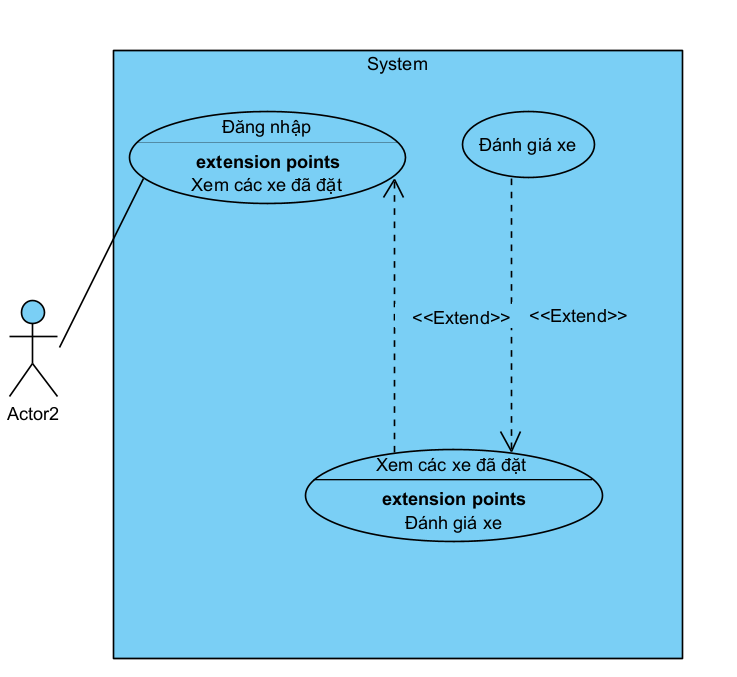 System
Đăng nhập
extension points
Xem các xe đã đặt
Đánh giá xe
<<Extend>>
<<Extend>>
Actor2
Xem các xe đã đặt
extension points
Đánh giá xe